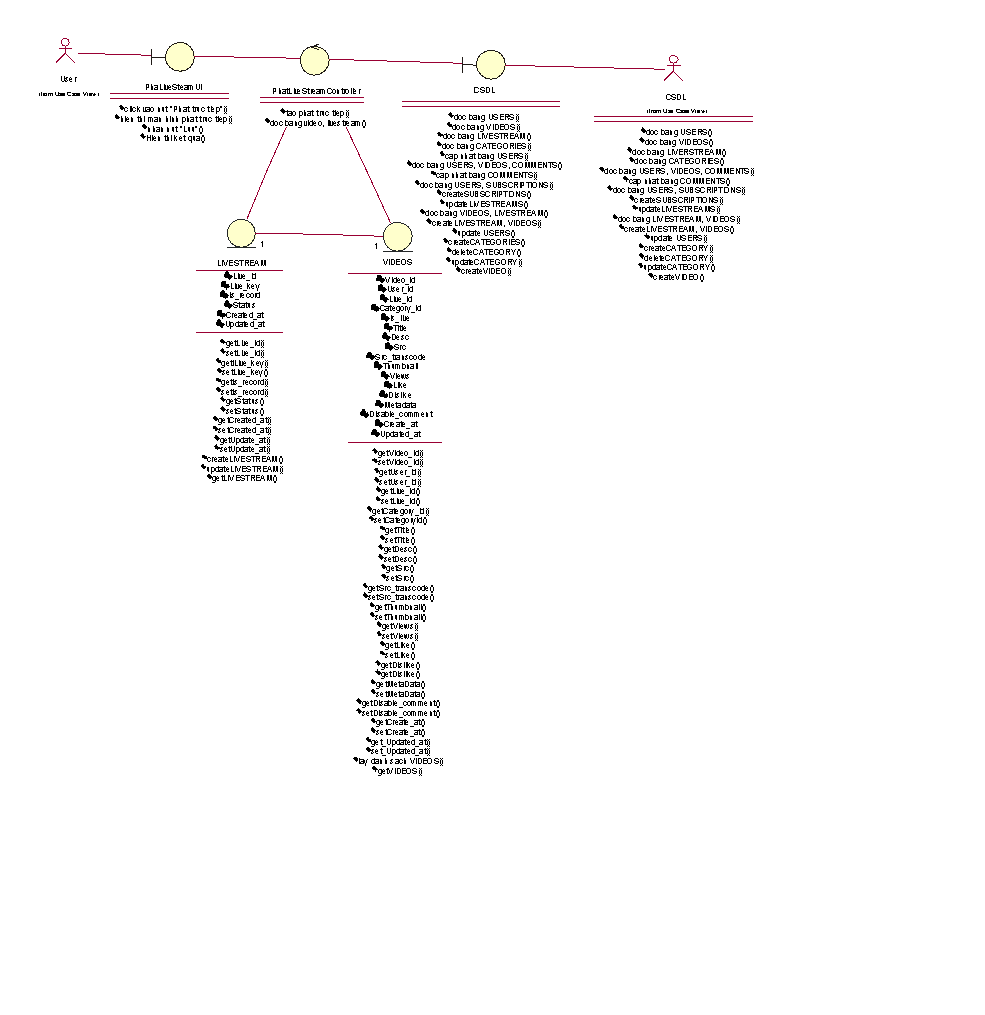 User
(from Use Case View)
PhatLiveStream UI
click vao nut "Phat truc tiep"()
hien thi man hinh phat truc tiep()
nhan nut "Luu"()
Hien thi ket qua()
PhatLiveStream Controller
tao phat truc tiep()
doc bang video, livestream()
CSDL
doc bang USERS()
doc bang VIDEOS()
doc bang LIVESTREAM()
doc bang CATEGORIES()
cap nhat bang USERS()
doc bang USERS, VIDEOS, COMMENTS()
cap nhat bang COMMENTS()
doc bang USERS, SUBSCRIPTIONS()
createSUBSCRIPTIONS()
updateLIVESTREAMS()
doc bang VIDEOS, LIVESTREAM()
createLIVESTREAM, VIDEOS()
update USERS()
createCATEGORIES()
deleteCATEGORY()
updateCATEGORY()
createVIDEO()
CSDL
(from Use Case View)
doc bang USERS()
doc bang VIDEOS()
doc bang LIVERSTREAM()
doc bang CATEGORIES()
doc bang USERS, VIDEOS, COMMENTS()
cap nhat bang COMMENTS()
doc bang USERS, SUBSCRIPTIONS()
createSUBSCRIPTIONS()
updateLIVESTREAMS()
doc bang LIVESTREAM, VIDEOS()
createLIVESTREAM, VIDEOS()
update USERS()
createCATEGORY()
deleteCATEGORY()
updateCATEGORY()
createVIDEO()
1
1
LIVESTREAM
Live_id
Live_key
Is_record
Status
Created_at
Updated_at
getLive_id()
setLive_id()
getLive_key()
setLive_key()
getIs_record()
setIs_record()
getStatus()
setStatus()
getCreated_at()
setCreated_at()
getUpdate_at()
setUpdate_at()
createLIVESTREAM()
updateLIVESTREAM()
getLIVESTREAM()
VIDEOS
Video_id
User_id
Live_id
Category_id
Is_live
Title
Desc
Src
Src_transcode
Thumbnail
Views
Like
Dislike
Metadata
Disable_comment
Create_at
Updated_at
getVideo_id()
setVideo_id()
getUser_id()
setUser_id()
getLive_id()
setLive_id()
getCategory_id()
setCategoryId()
getTitle()
setTitle()
getDesc()
setDesc()
getSrc()
setSrc()
getSrc_transcode()
setSrc_transcode()
getThumbnail()
setThumbnail()
getViews()
setViews()
getLike()
setLike()
getDislike()
getDislike()
getMetaData()
setMetaData()
getDisable_comment()
setDisable_comment()
getCreate_at()
setCreate_at()
get_Updated_at()
set_Updated_at()
lay danh sach VIDEOS()
getVIDEOS()